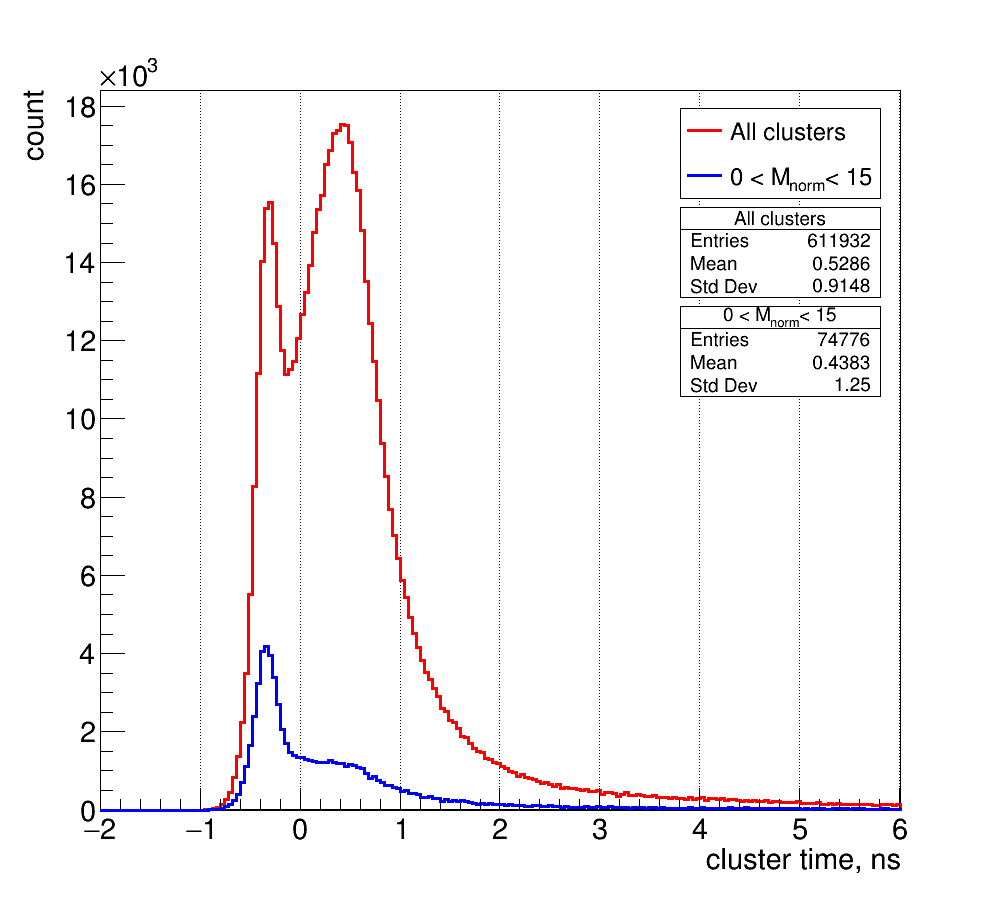 ×10³
count
18
16
14
12
10
8
6
4
2
0
−2 −1 0 1 2 3 4 5 6
cluster time, ns
All clusters
0 < Mnorm< 15
All clusters
Entries 611932
Mean 0.5286
Std Dev 0.9148
0 < Mnorm< 15
Entries 74776
Mean 0.4383
Std Dev 1.25